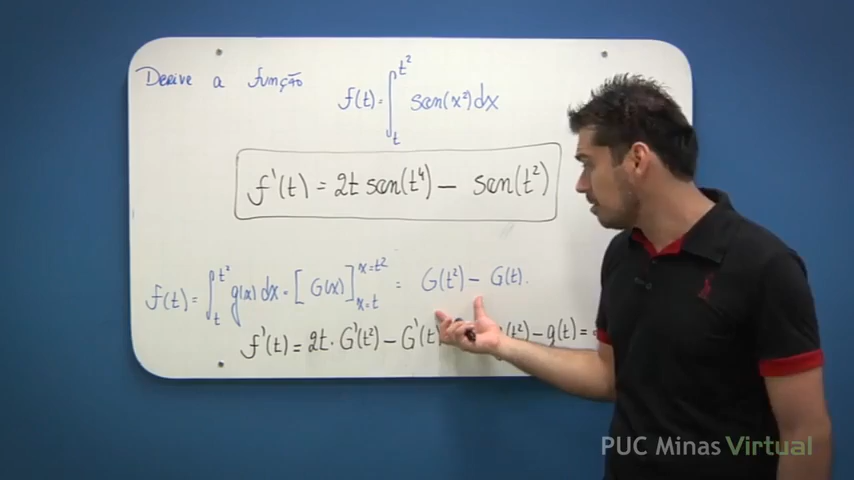 Derive a função
f(t) = ∫_t^{t²} sen(x²) dx
f'(t) = 2t sen(t⁴) – sen(t²)
f(t) = ∫_t^{t²} g(x) dx = [G(x)]_{x=t}^{x=t²} = G(t²) – G(t).
f'(t) = 2t · G'(t²) – G'(t) (t²) – g(t) =
PUC Minas Virtual